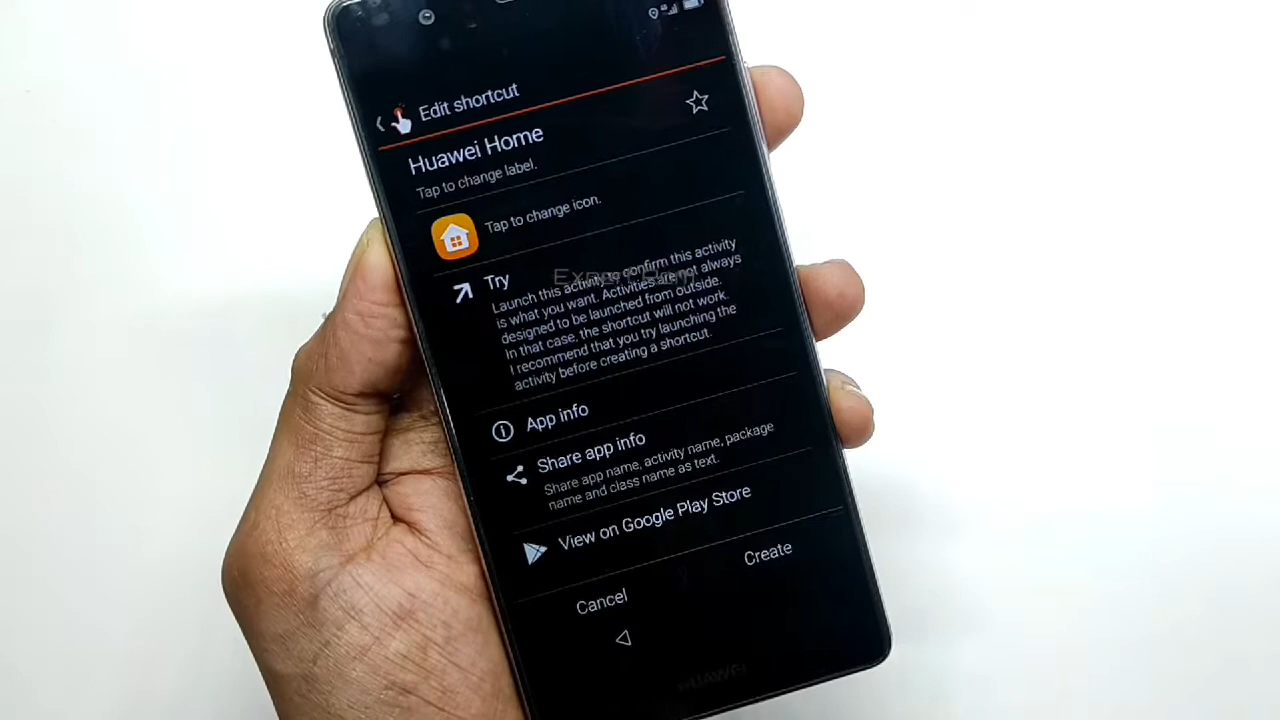 Edit shortcut
Huawei Home
Tap to change label.
Tap to change icon.
Try
Launch this activity to confirm this activity
is what you want. Activities are not always
designed to be launched from outside.
In that case, the shortcut will not work.
I recommend that you try launching the
activity before creating a shortcut.
App info
Share app info
Share app name, activity name, package
name and class name as text.
View on Google Play Store
Cancel
Create
HUAWEI